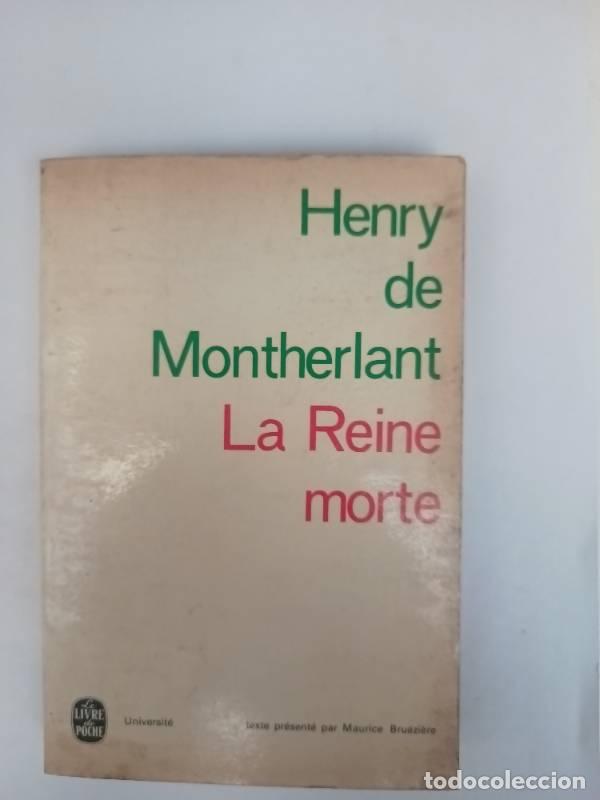 Henry
de
Montherlant
La Reine
morte
Le
LIVRE
de
POCHE
Université
texte présenté par Maurice Bruézière
todocoleccion